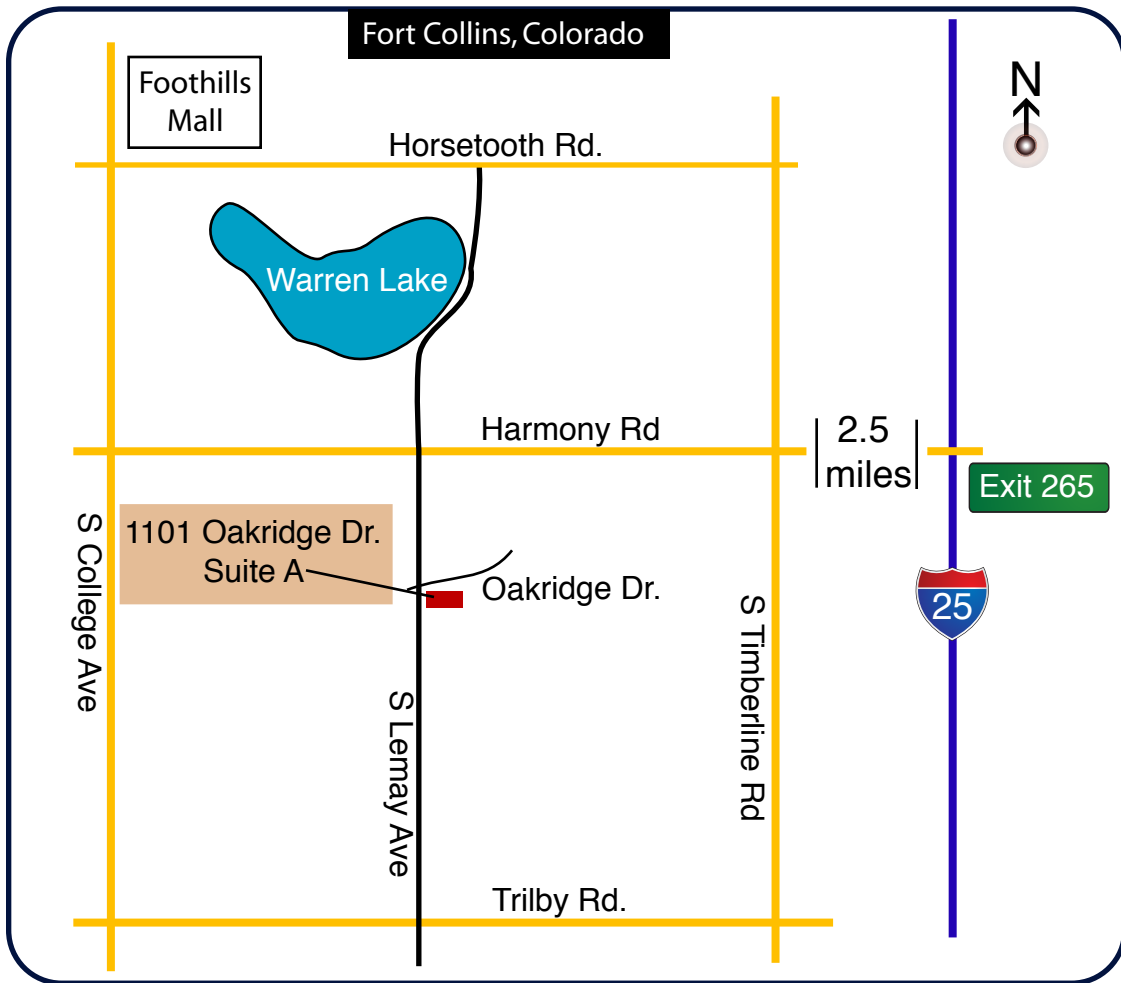 Fort Collins, Colorado
Foothills
Mall
N
Horsetooth Rd.
Warren Lake
Harmony Rd
2.5
miles
Exit 265
S College Ave
1101 Oakridge Dr.
Suite A
Oakridge Dr.
25
S Timberline Rd
S Lemay Ave
Trilby Rd.